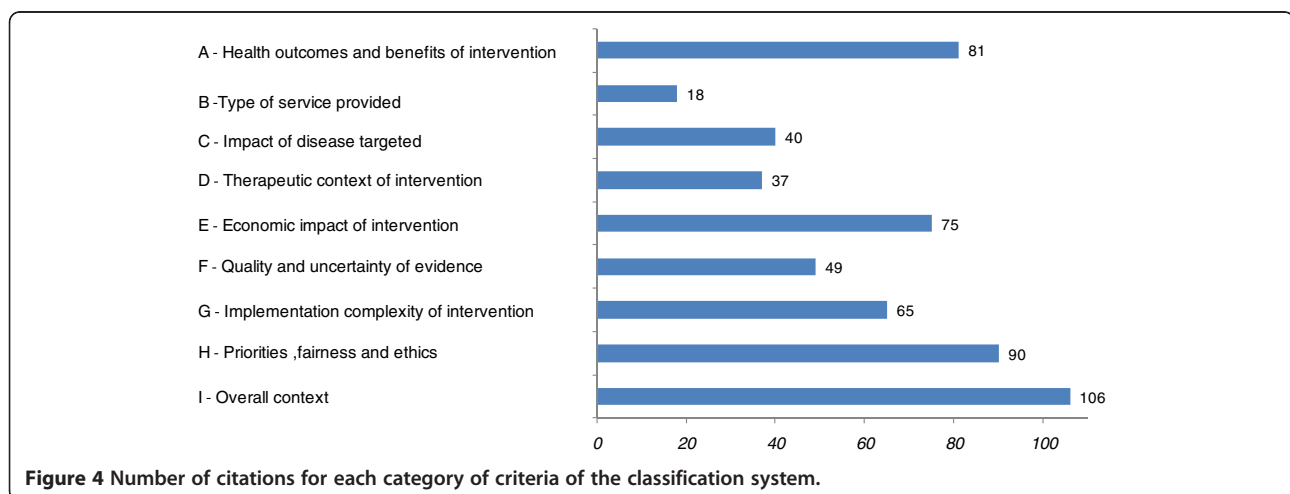 A - Health outcomes and benefits of intervention 81
B -Type of service provided 18
C - Impact of disease targeted 40
D - Therapeutic context of intervention 37
E - Economic impact of intervention 75
F - Quality and uncertainty of evidence 49
G - Implementation complexity of intervention 65
H - Priorities ,fairness and ethics 90
I - Overall context 106
0 20 40 60 80 100
Figure 4 Number of citations for each category of criteria of the classification system.